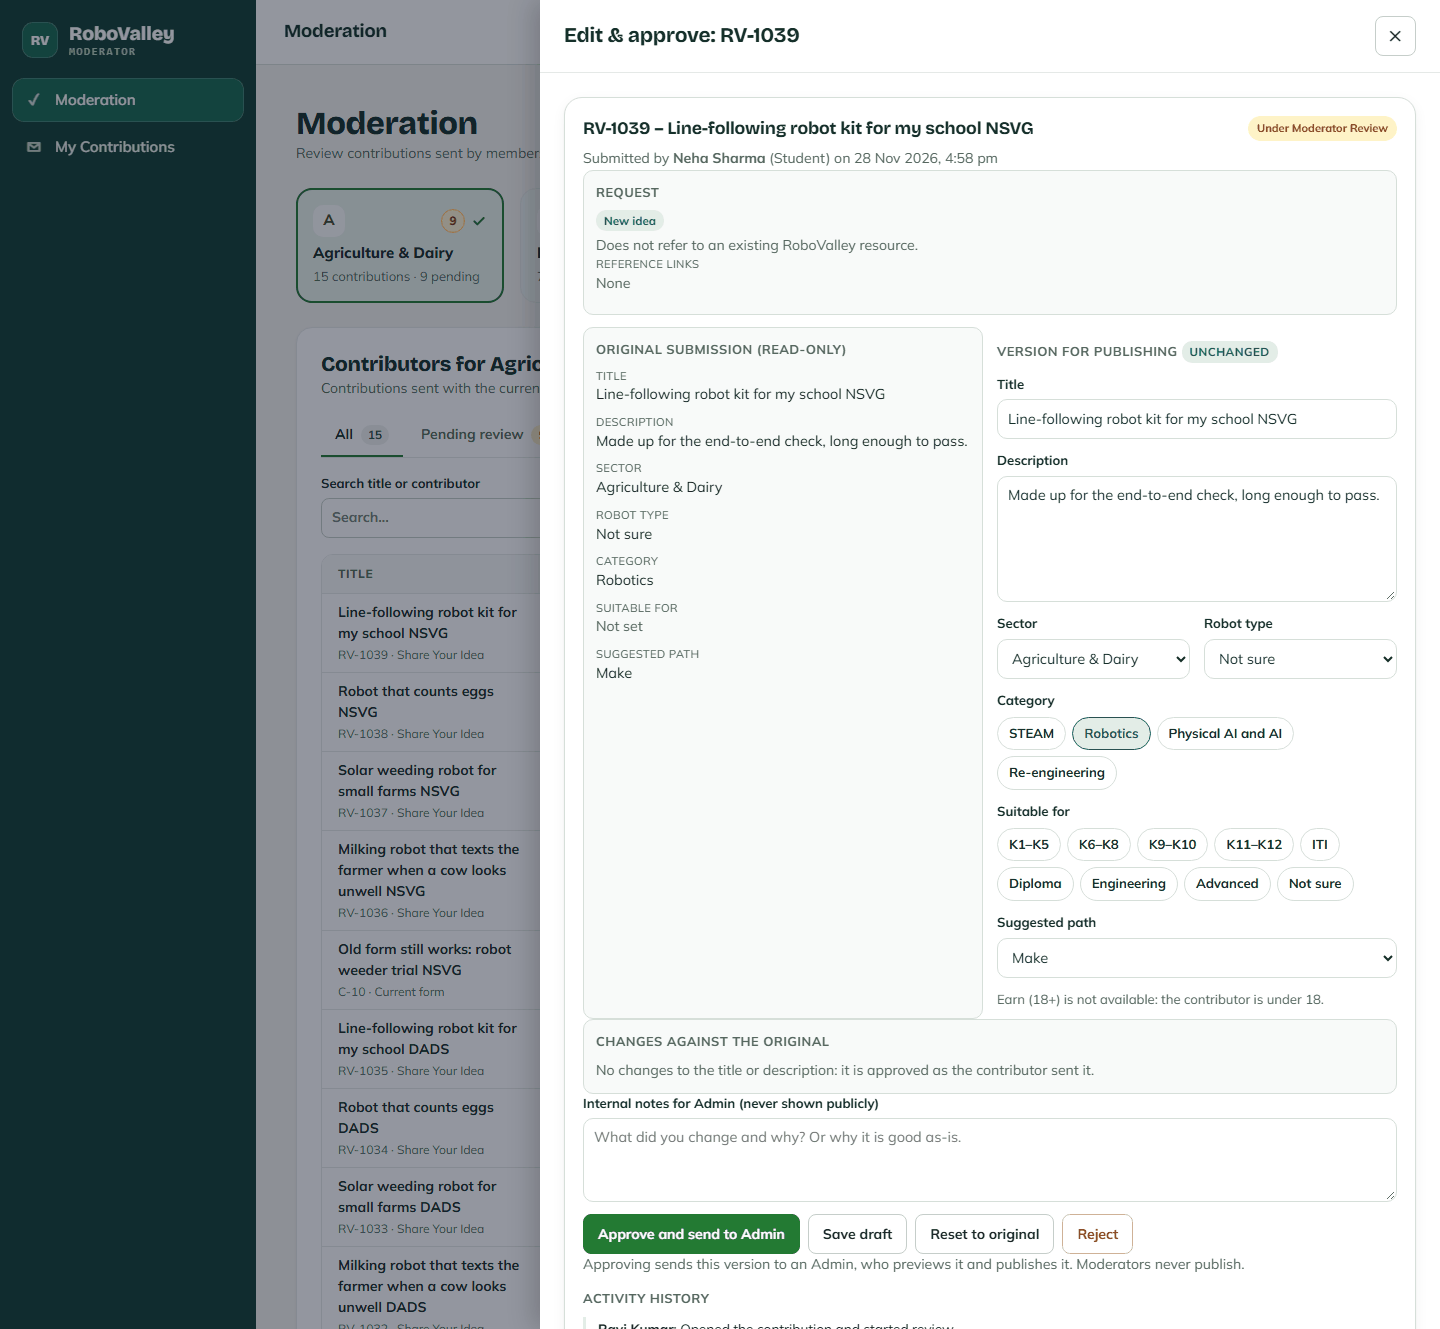 RV
RoboValley
MODERATOR
Moderation
My Contributions
Moderation
Moderation
Review contributions sent by member
A
9
Agriculture & Dairy
15 contributions · 9 pending
Contributors for Agric
Contributions sent with the curren
All 15
Pending review
Search title or contributor
Search...
TITLE
Line-following robot kit for
my school NSVG
RV-1039 · Share Your Idea
Robot that counts eggs
NSVG
RV-1038 · Share Your Idea
Solar weeding robot for
small farms NSVG
RV-1037 · Share Your Idea
Milking robot that texts the
farmer when a cow looks
unwell NSVG
RV-1036 · Share Your Idea
Old form still works: robot
weeder trial NSVG
C-10 · Current form
Line-following robot kit for
my school DADS
RV-1035 · Share Your Idea
Robot that counts eggs
DADS
RV-1034 · Share Your Idea
Solar weeding robot for
small farms DADS
RV-1033 · Share Your Idea
Milking robot that texts the
farmer when a cow looks
unwell DADS
RV-1032 · Share Your Idea
Edit & approve: RV-1039
RV-1039 – Line-following robot kit for my school NSVG
Under Moderator Review
Submitted by Neha Sharma (Student) on 28 Nov 2026, 4:58 pm
REQUEST
New idea
Does not refer to an existing RoboValley resource.
REFERENCE LINKS
None
ORIGINAL SUBMISSION (READ-ONLY)
TITLE
Line-following robot kit for my school NSVG
DESCRIPTION
Made up for the end-to-end check, long enough to pass.
SECTOR
Agriculture & Dairy
ROBOT TYPE
Not sure
CATEGORY
Robotics
SUITABLE FOR
Not set
SUGGESTED PATH
Make
VERSION FOR PUBLISHING UNCHANGED
Title
Line-following robot kit for my school NSVG
Description
Made up for the end-to-end check, long enough to pass.
Sector Robot type
Agriculture & Dairy Not sure
Category
STEAM Robotics Physical AI and AI
Re-engineering
Suitable for
K1–K5 K6–K8 K9–K10 K11–K12 ITI
Diploma Engineering Advanced Not sure
Suggested path
Make
Earn (18+) is not available: the contributor is under 18.
CHANGES AGAINST THE ORIGINAL
No changes to the title or description: it is approved as the contributor sent it.
Internal notes for Admin (never shown publicly)
What did you change and why? Or why it is good as-is.
Approve and send to Admin Save draft Reset to original Reject
Approving sends this version to an Admin, who previews it and publishes it. Moderators never publish.
ACTIVITY HISTORY
Ravi Kumar: Opened the contribution and started review